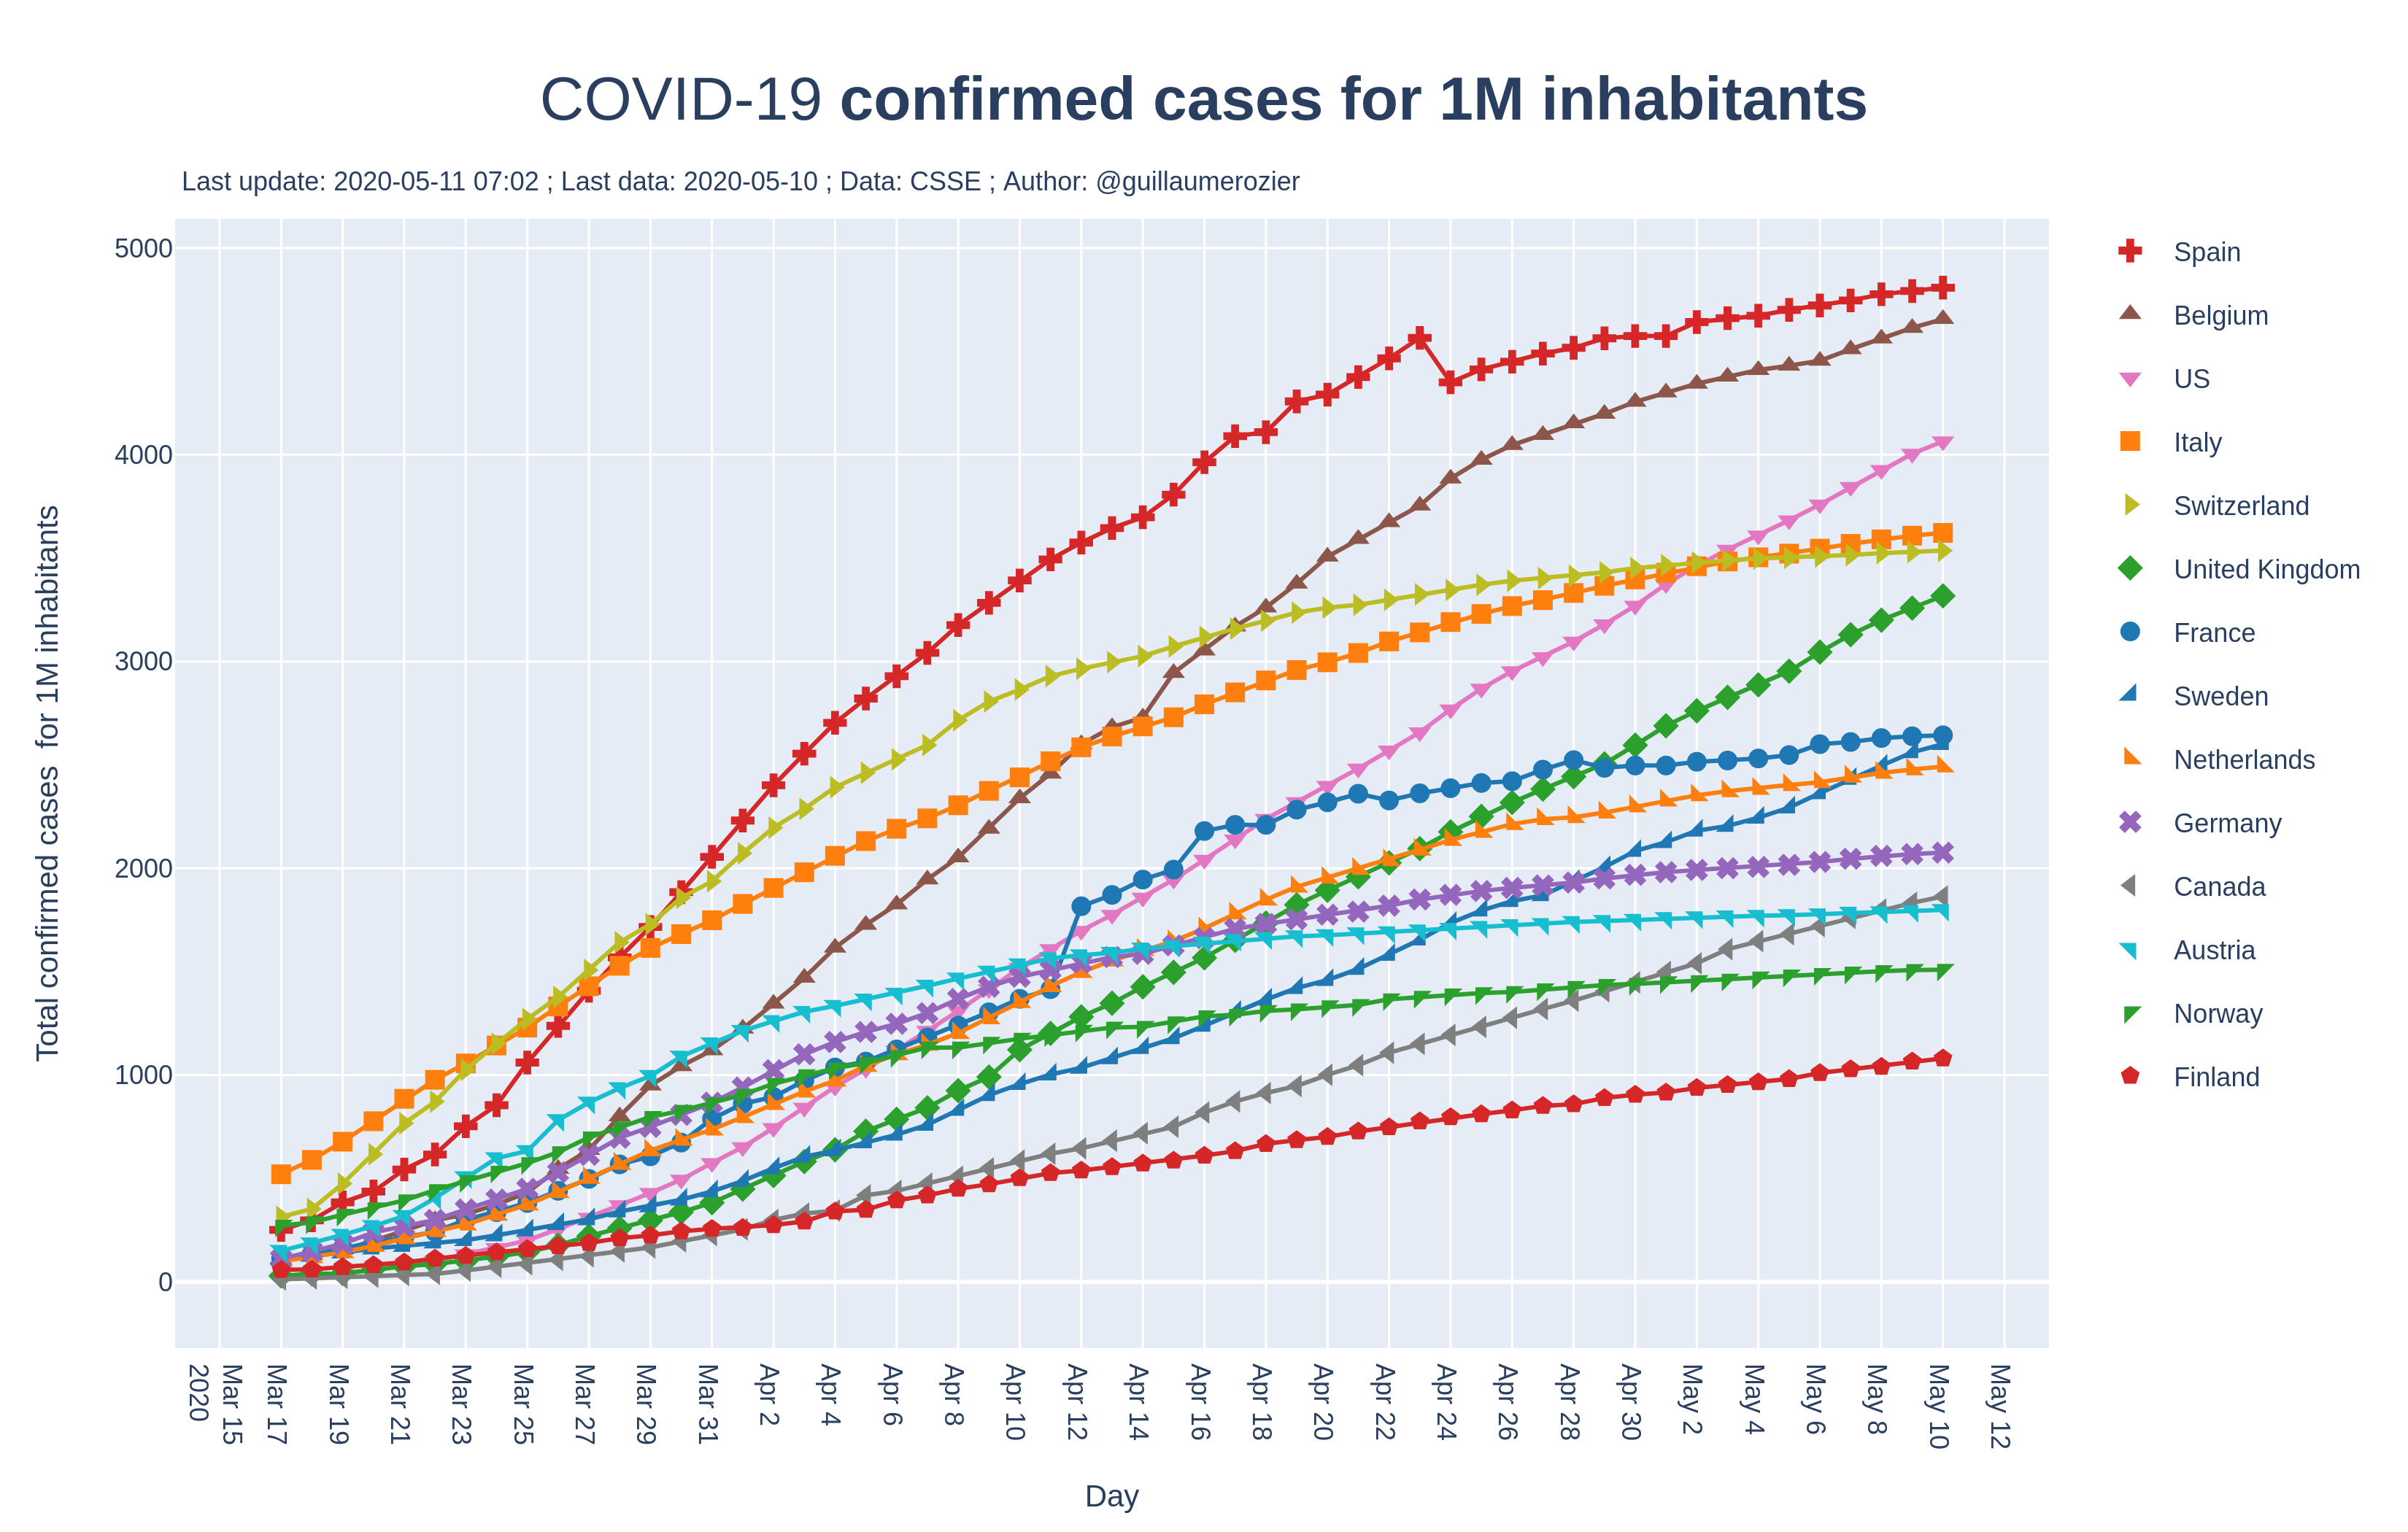 COVID-19 confirmed cases for 1M inhabitants
Last update: 2020-05-11 07:02 ; Last data: 2020-05-10 ; Data: CSSE ; Author: @guillaumerozier
Total confirmed cases for 1M inhabitants
5000
4000
3000
2000
1000
0
Mar 15
2020
Mar 17
Mar 19
Mar 21
Mar 23
Mar 25
Mar 27
Mar 29
Mar 31
Apr 2
Apr 4
Apr 6
Apr 8
Apr 10
Apr 12
Apr 14
Apr 16
Apr 18
Apr 20
Apr 22
Apr 24
Apr 26
Apr 28
Apr 30
May 2
May 4
May 6
May 8
May 10
May 12
Day
Spain
Belgium
US
Italy
Switzerland
United Kingdom
France
Sweden
Netherlands
Germany
Canada
Austria
Norway
Finland